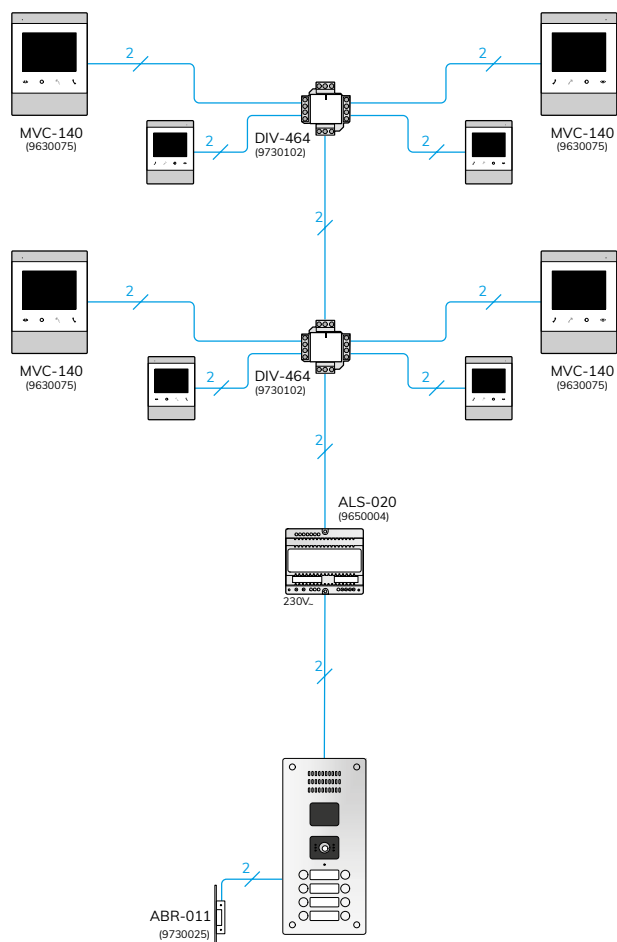 2
2
MVC-140
(9630075)
2
DIV-464
(9730102)
2
MVC-140
(9630075)
2
2
2
MVC-140
(9630075)
2
DIV-464
(9730102)
2
MVC-140
(9630075)
2
ALS-020
(9650004)
230V~
2
2
ABR-011
(9730025)